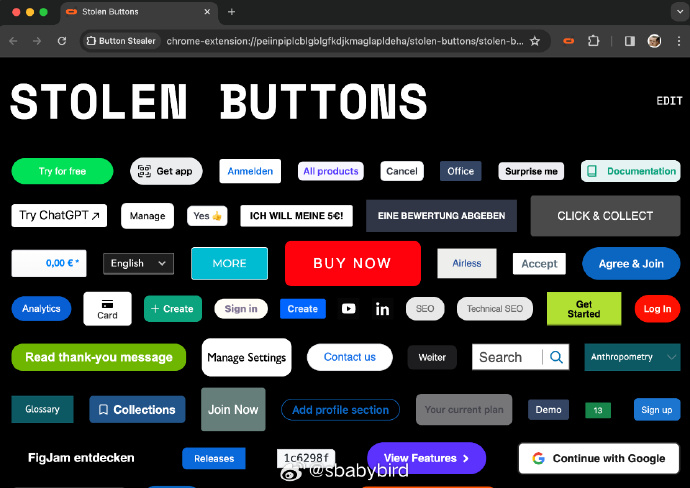 Stolen Buttons
Button Stealer chrome-extension://peiinpiplcblgblgfkdjkmaglapldeha/stolen-buttons/stolen-b...
STOLEN BUTTONS
EDIT
Try for free Get app Anmelden All products Cancel Office Surprise me Documentation
Try ChatGPT↗ Manage Yes👍 ICH WILL MEINE 5€! EINE BEWERTUNG ABGEBEN CLICK & COLLECT
0,00 € * English MORE BUY NOW Airless Accept Agree & Join
Analytics Card + Create Sign in Create in SEO Technical SEO Get Started Log In
Read thank-you message Manage Settings Contact us Weiter Search Anthropometry
Glossary Collections Join Now Add profile section Your current plan Demo 13 Sign up
FigJam entdecken Releases 1c6298f View Features > G Continue with Google
@sbabybird